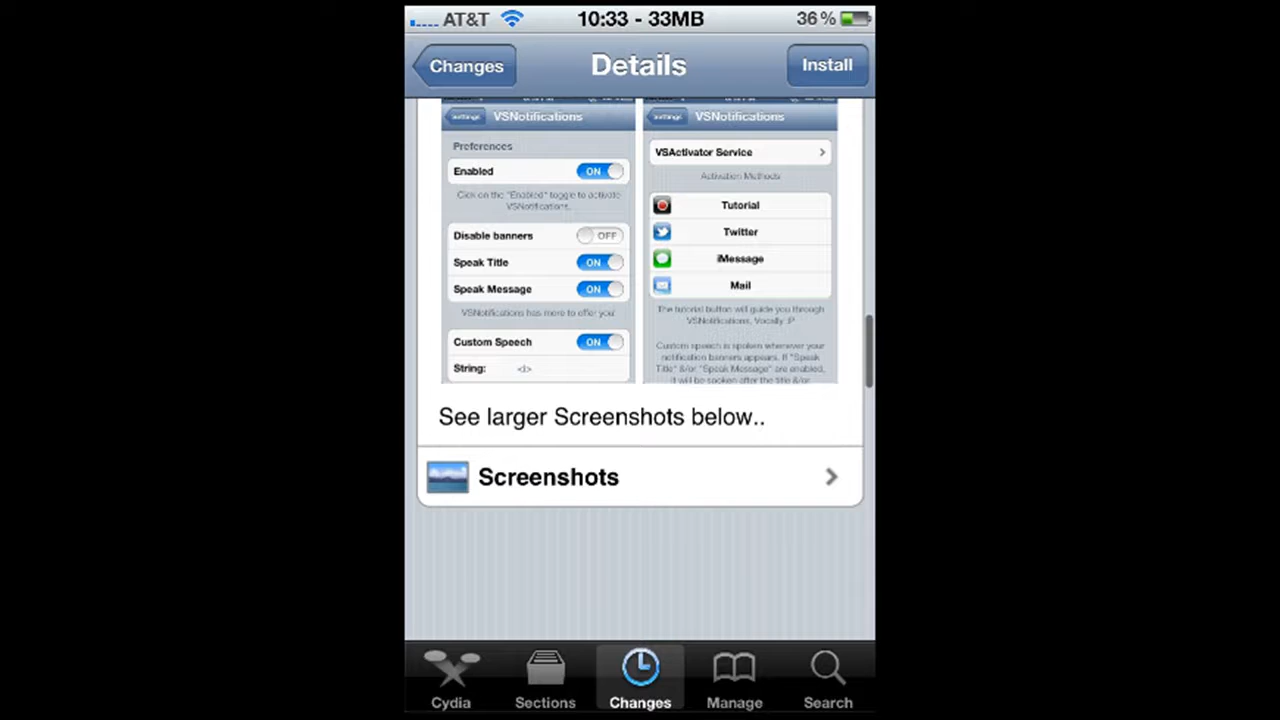 AT&T 10:33 - 33MB 36%
Changes Details Install
Settings VSNotifications
Preferences
Enabled ON
Click on the "Enabled" toggle to activate
VSNotifications.
Disable banners OFF
Speak Title ON
Speak Message ON
VSNotifications has more to offer you
Custom Speech ON
String:
Settings VSNotifications
VSActivator Service
Activation Methods
Tutorial
Twitter
iMessage
Mail
The tutorial button will guide you through
VSNotifications, Vocally :P
Custom speech is spoken whenever your
notification banners appears. If "Speak
Title" &/or "Speak Message" are enabled,
it will be spoken after the title &/or
See larger Screenshots below..
Screenshots
Cydia Sections Changes Manage Search